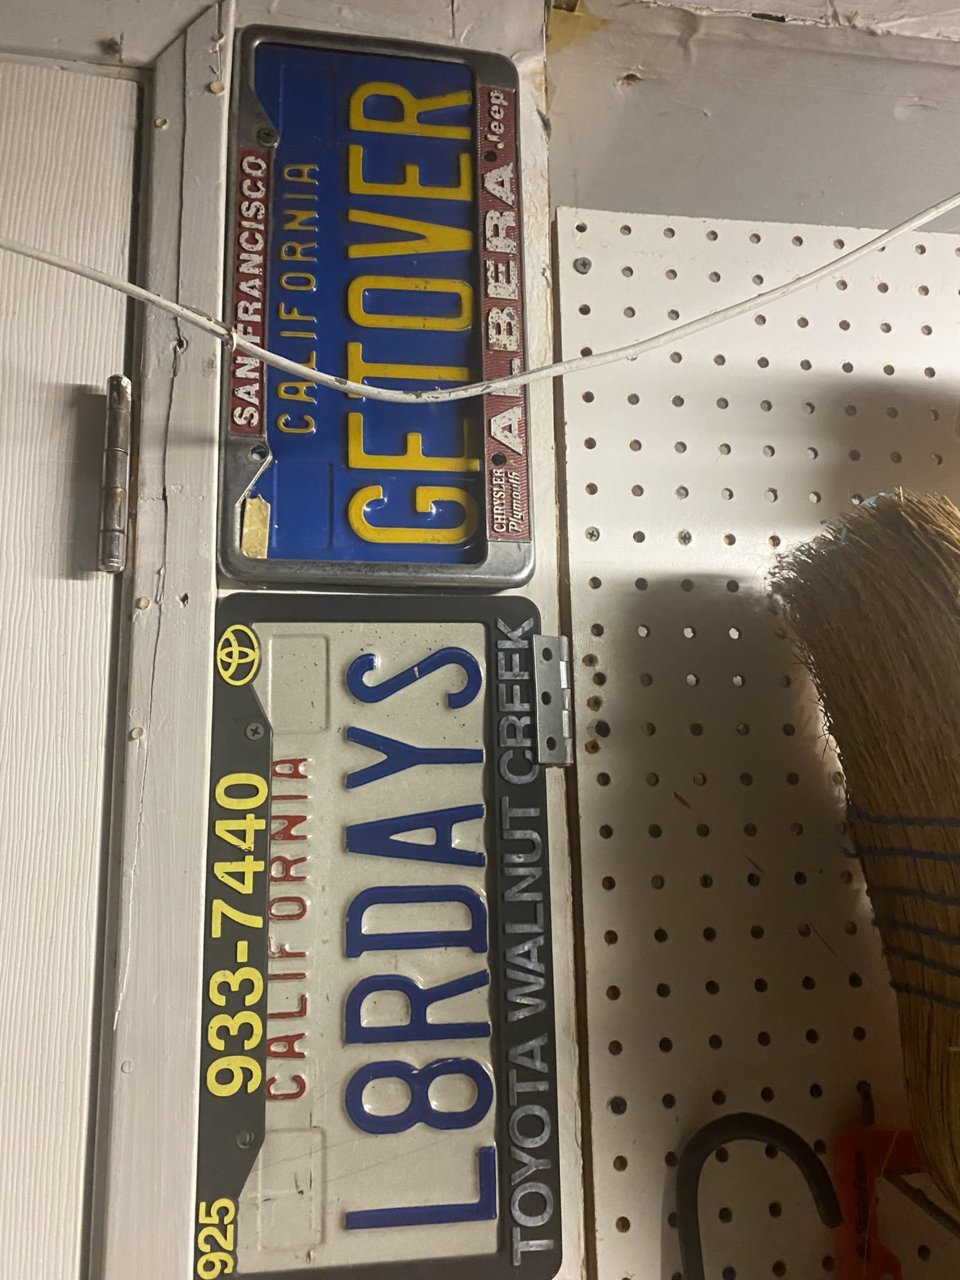 SAN FRANCISCO
CALIFORNIA
GETOVER
CHRYSLER Plymouth ALBERA Jeep
925 933-7440
CALIFORNIA
L8RDAYS
TOYOTA WALNUT CREEK